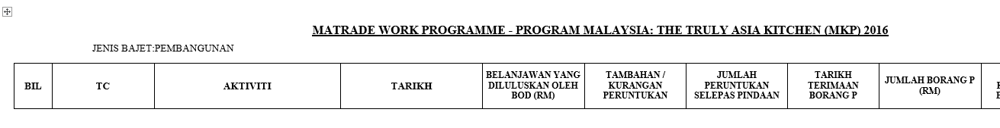 MATRADE WORK PROGRAMME - PROGRAM MALAYSIA: THE TRULY ASIA KITCHEN (MKP) 2016
JENIS BAJET:PEMBANGUNAN
BIL
TC
AKTIVITI
TARIKH
BELANJAWAN YANG
DILULUSKAN OLEH
BOD (RM)
TAMBAHAN /
KURANGAN
PERUNTUKAN
JUMLAH
PERUNTUKAN
SELEPAS PINDAAN
TARIKH
TERIMAAN
BORANG P
JUMLAH BORANG P
(RM)